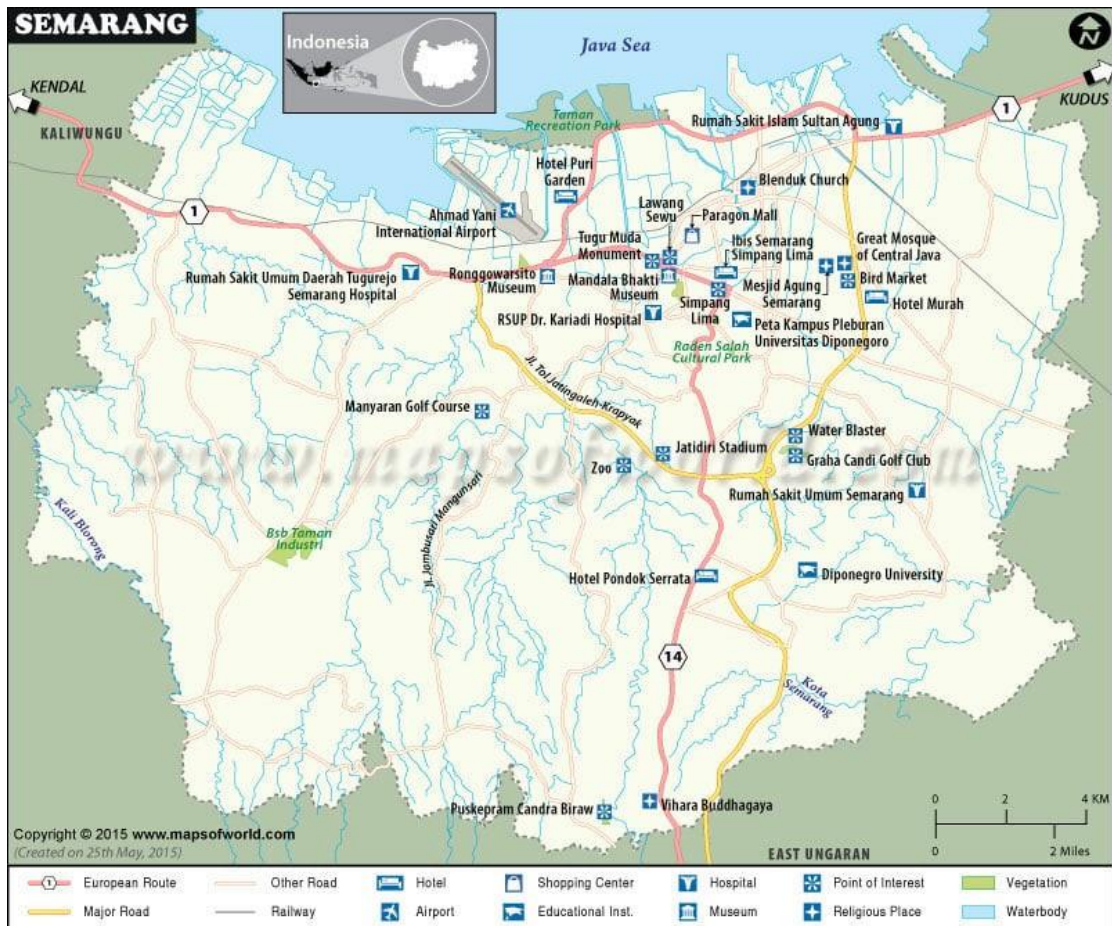 SEMARANG
Indonesia
Java Sea
N
KENDAL
KALIWUNGU
KUDUS
1
Taman
Recreation Park
Rumah Sakit Islam Sultan Agung
Hotel Puri
Garden
Blenduk Church
1
Ahmad Yani
International Airport
Lawang
Sewu
Paragon Mall
Tugu Muda
Monument
Ibis Semarang
Simpang Lima
Great Mosque
of Central Java
Rumah Sakit Umum Daerah Tugurejo
Semarang Hospital
Ronggowarsito
Museum
Mandala Bhakti
Museum
Mesjid Agung
Semarang
Bird Market
Hotel Murah
Simpang
Lima
RSUP Dr. Kariadi Hospital
Peta Kampus Pleburan
Universitas Diponegoro
Raden Salah
Cultural Park
Jl. Tol Jatingaleh-Krapyak
Manyaran Golf Course
Water Blaster
Jatidiri Stadium
www.mapsofworld.com
Zoo
Graha Candi Golf Club
Rumah Sakit Umum Semarang
Kali Blorong
Jl. Jambusari Mangunsari
Bsb Taman
Industri
Hotel Pondok Serrata
Diponegro University
14
Kota
Semarang
Puskepram Candra Biraw
Vihara Buddhagaya
0 2 4 KM
0 2 Miles
Copyright © 2015 www.mapsofworld.com
(Created on 25th May, 2015)
EAST UNGARAN
1 European Route
Other Road
Hotel
Shopping Center
Hospital
Point of Interest
Vegetation
Major Road
Railway
Airport
Educational Inst.
Museum
Religious Place
Waterbody